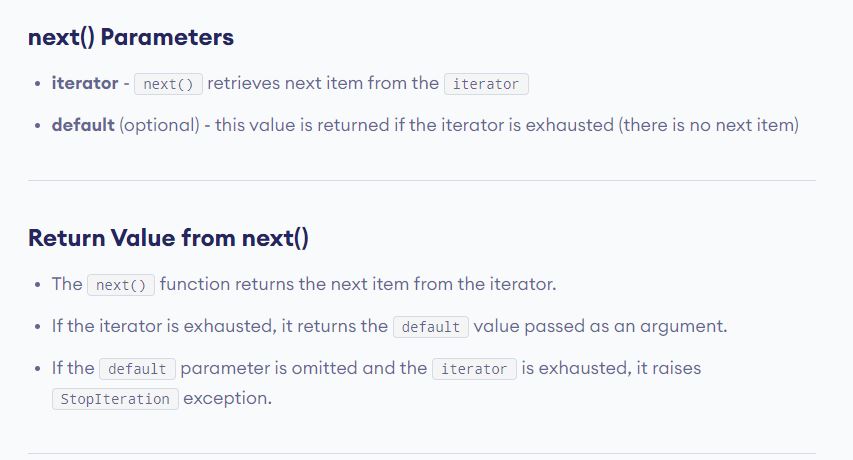 next() Parameters
• iterator - next() retrieves next item from the iterator
• default (optional) - this value is returned if the iterator is exhausted (there is no next item)
Return Value from next()
• The next() function returns the next item from the iterator.
• If the iterator is exhausted, it returns the default value passed as an argument.
• If the default parameter is omitted and the iterator is exhausted, it raises
StopIteration exception.